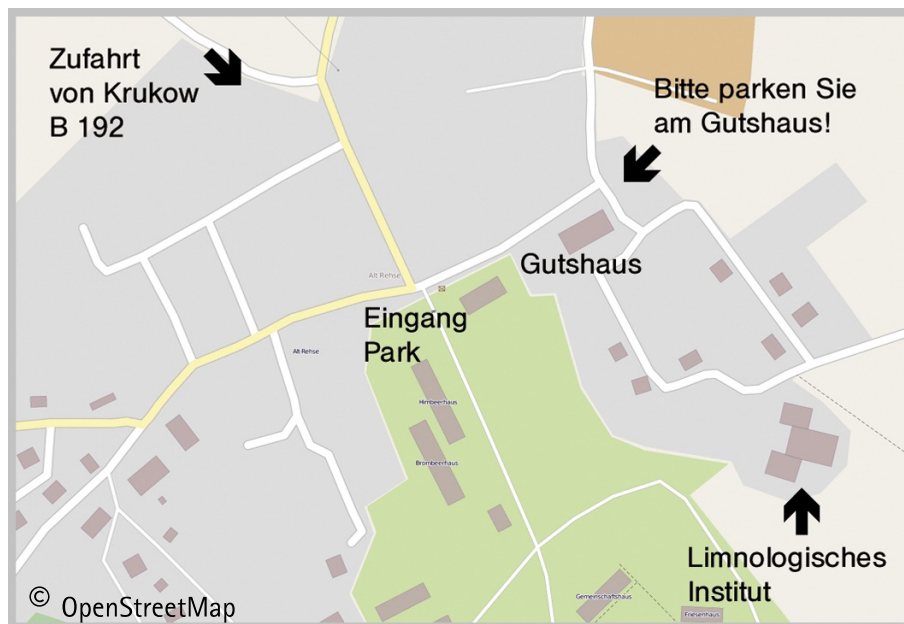 Zufahrt
von Krukow
B 192
Bitte parken Sie
am Gutshaus!
Gutshaus
Alt Rehse
Eingang
Park
Alt Rehse
Himbeerhaus
Brombeerhaus
Limnologisches
Institut
Gemeinschaftshaus
Friesenhaus
© OpenStreetMap